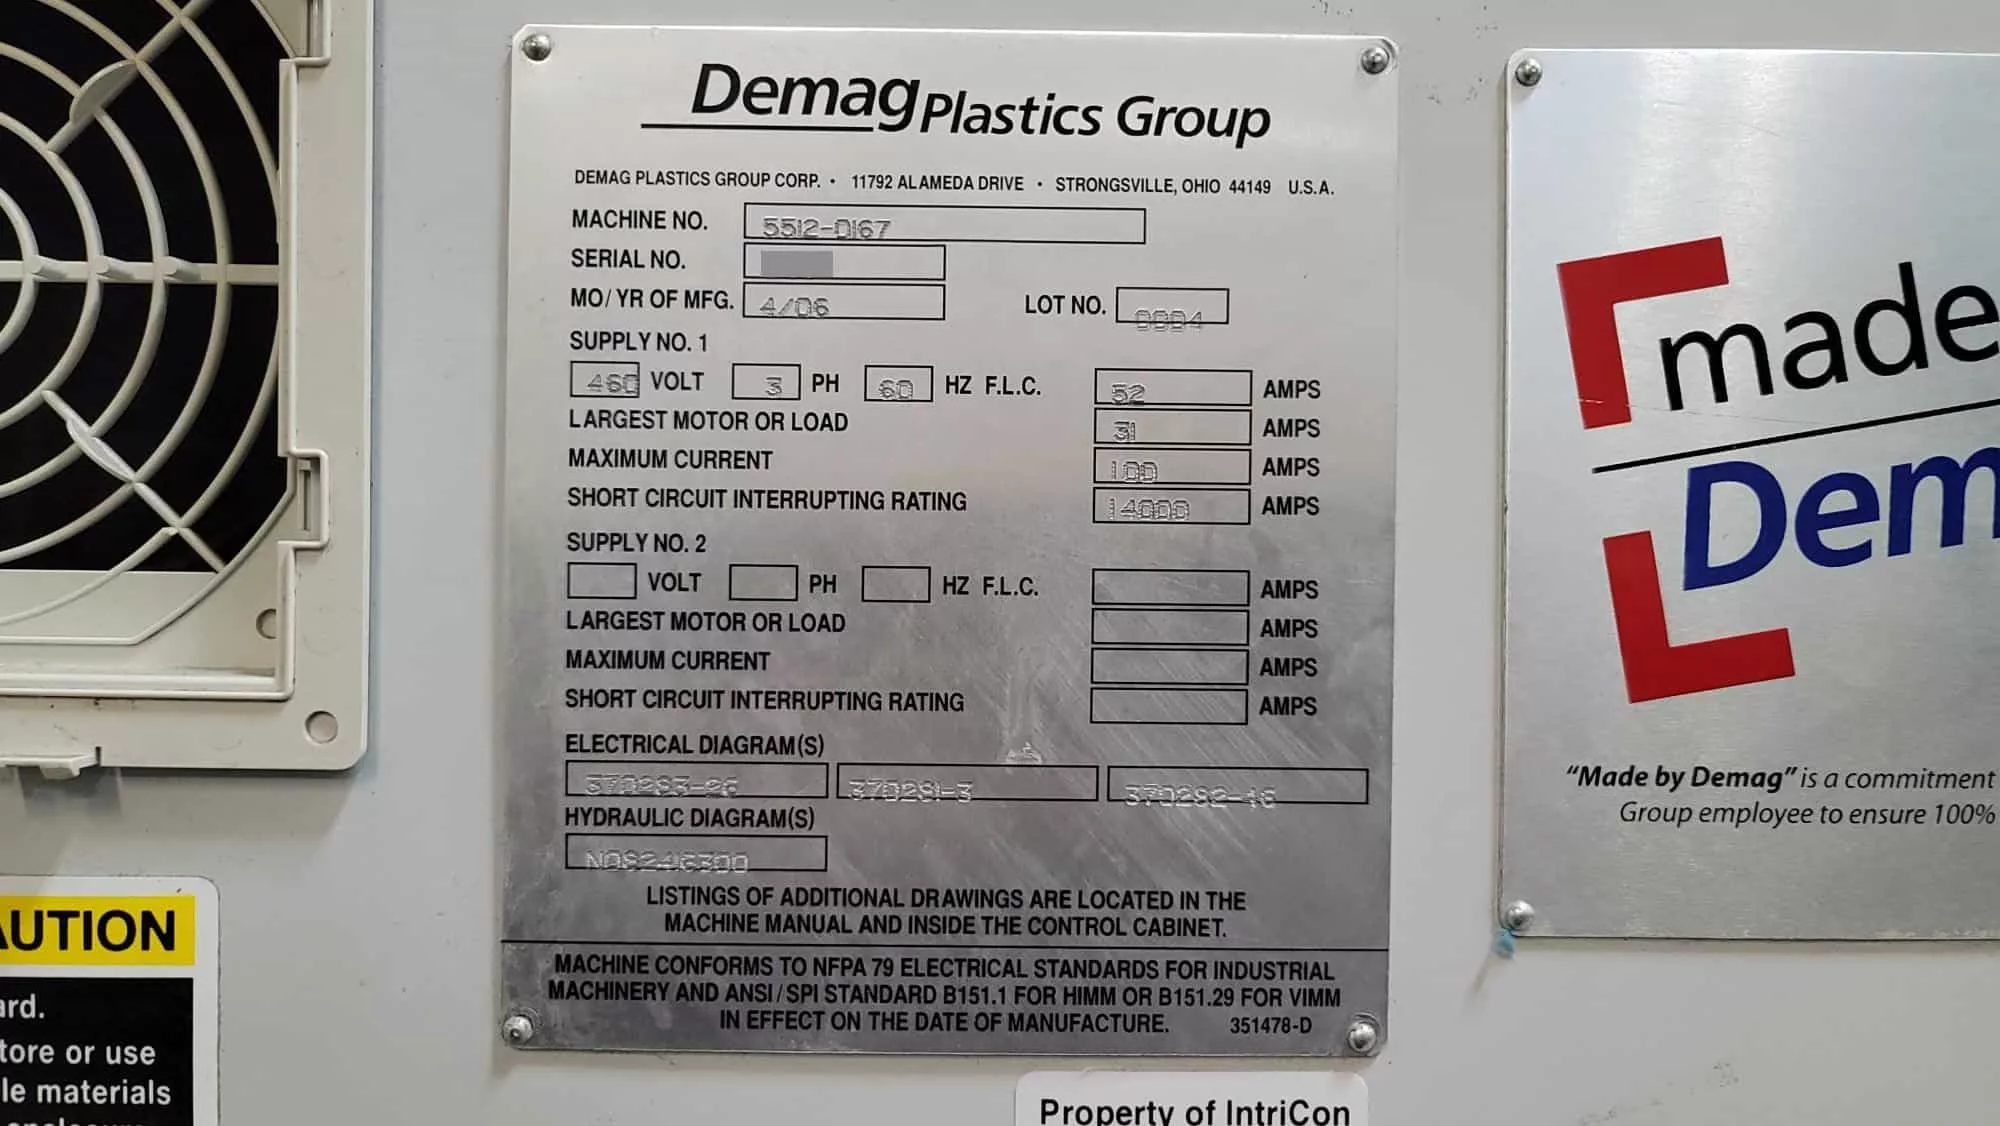 Demag Plastics Group
DEMAG PLASTICS GROUP CORP. • 11792 ALAMEDA DRIVE • STRONGSVILLE, OHIO 44149 U.S.A.
MACHINE NO. 5512-0167
SERIAL NO.
MO/YR OF MFG. 4/06 LOT NO. 0004
SUPPLY NO. 1
460 VOLT 3 PH 60 HZ F.L.C. 52 AMPS
LARGEST MOTOR OR LOAD 31 AMPS
MAXIMUM CURRENT 100 AMPS
SHORT CIRCUIT INTERRUPTING RATING 14000 AMPS
SUPPLY NO. 2
VOLT PH HZ F.L.C. AMPS
LARGEST MOTOR OR LOAD AMPS
MAXIMUM CURRENT AMPS
SHORT CIRCUIT INTERRUPTING RATING AMPS
ELECTRICAL DIAGRAM(S)
370283-26 370281-3 370282-46
HYDRAULIC DIAGRAM(S)
LISTINGS OF ADDITIONAL DRAWINGS ARE LOCATED IN THE
MACHINE MANUAL AND INSIDE THE CONTROL CABINET.
MACHINE CONFORMS TO NFPA 79 ELECTRICAL STANDARDS FOR INDUSTRIAL
MACHINERY AND ANSI/SPI STANDARD B151.1 FOR HIMM OR B151.29 FOR VIMM
IN EFFECT ON THE DATE OF MANUFACTURE. 351478-D
made
Dem
“Made by Demag” is a commitment
Group employee to ensure 100%
AUTION
ard.
tore or use
le materials
Property of IntriCon